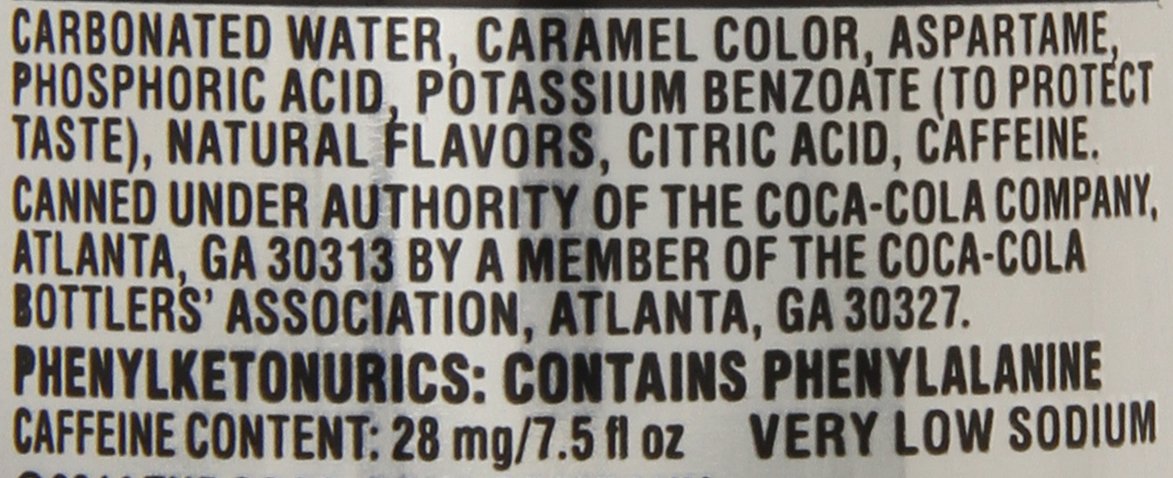 CARBONATED WATER, CARAMEL COLOR, ASPARTAME,
PHOSPHORIC ACID, POTASSIUM BENZOATE (TO PROTECT
TASTE), NATURAL FLAVORS, CITRIC ACID, CAFFEINE.
CANNED UNDER AUTHORITY OF THE COCA-COLA COMPANY,
ATLANTA, GA 30313 BY A MEMBER OF THE COCA-COLA
BOTTLERS' ASSOCIATION, ATLANTA, GA 30327.
PHENYLKETONURICS: CONTAINS PHENYLALANINE
CAFFEINE CONTENT: 28 mg/7.5 fl oz VERY LOW SODIUM